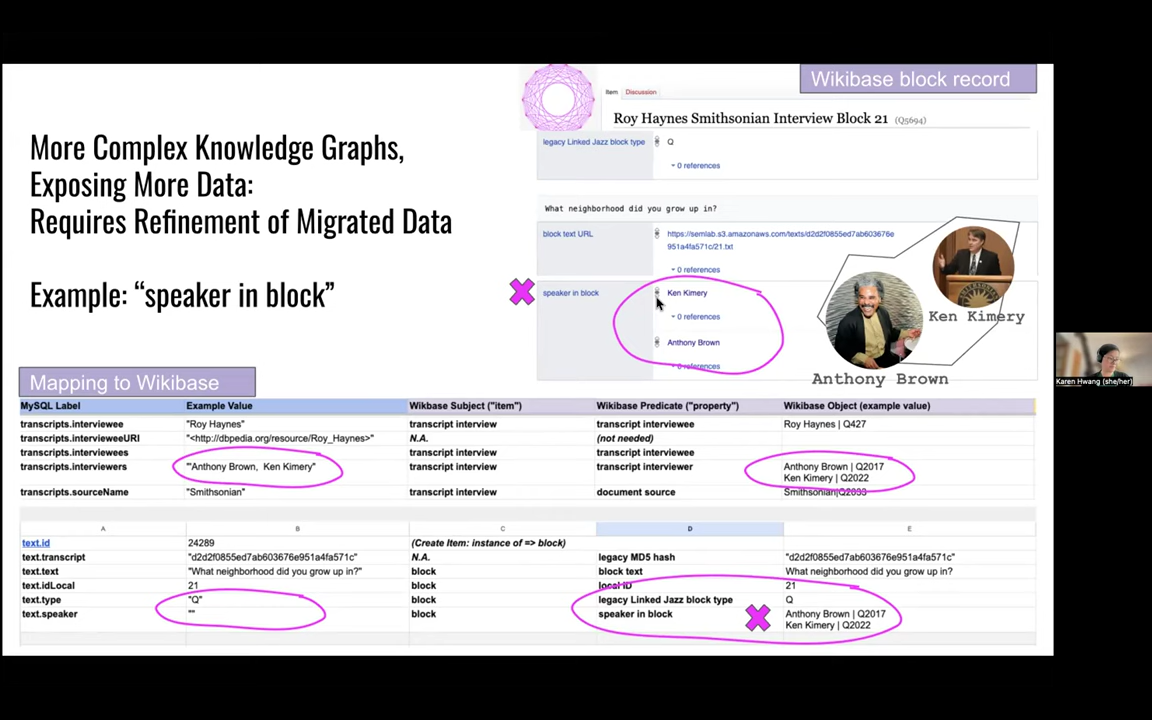 More Complex Knowledge Graphs,
Exposing More Data:
Requires Refinement of Migrated Data
Example: “speaker in block”
Wikibase block record
Item Discussion
Roy Haynes Smithsonian Interview Block 21 (Q5694)
legacy Linked Jazz block type Q
0 references
What neighborhood did you grow up in?
block text URL https://semlab.s3.amazonaws.com/texts/d2d2f0855ed7ab603676e
951a4fa571c/21.txt
0 references
speaker in block Ken Kimery
0 references
Anthony Brown
0 references
Ken Kimery
Anthony Brown
Karen Hwang (she/her)
Mapping to Wikibase
MySQL Label Example Value Wikbase Subject ("item") Wikibase Predicate ("property") Wikibase Object (example value)
transcripts.interviewee "Roy Haynes" transcript interview transcript interviewee Roy Haynes | Q427
transcripts.intervieweeURI "<http://dbpedia.org/resource/Roy_Haynes>" N.A. (not needed)
transcripts.interviewees transcript interview transcript interviewee
transcripts.interviewers "'Anthony Brown, Ken Kimery" transcript interview transcript interviewer Anthony Brown | Q2017
Ken Kimery | Q2022
transcripts.sourceName "Smithsonian" transcript interview document source Smithsonian|Q2033
A B C D E
text.id 24289 (Create Item: instance of => block)
text.transcript "d2d2f0855ed7ab603676e951a4fa571c" N.A. legacy MD5 hash "d2d2f0855ed7ab603676e951a4fa571c"
text.text "What neighborhood did you grow up in?" block block text What neighborhood did you grow up in?
text.idLocal 21 block local ID 21
text.type "Q" block legacy Linked Jazz block type Q
text.speaker "" block speaker in block Anthony Brown | Q2017
Ken Kimery | Q2022